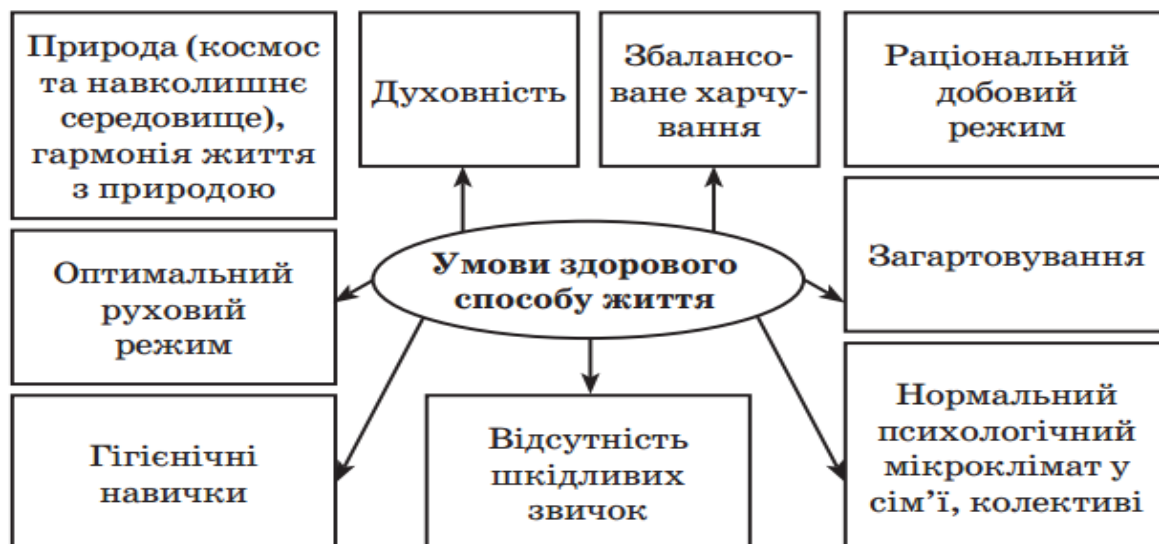 Природа (космос
та навколишнє
середовище),
гармонія життя
з природою
Духовність
Збалансо-
ване харчу-
вання
Раціональний
добовий
режим
Оптимальний
руховий
режим
Умови здорового
способу життя
Загартовування
Гігієнічні
навички
Відсутність
шкідливих
звичок
Нормальний
психологічний
мікроклімат у
сім’ї, колективі